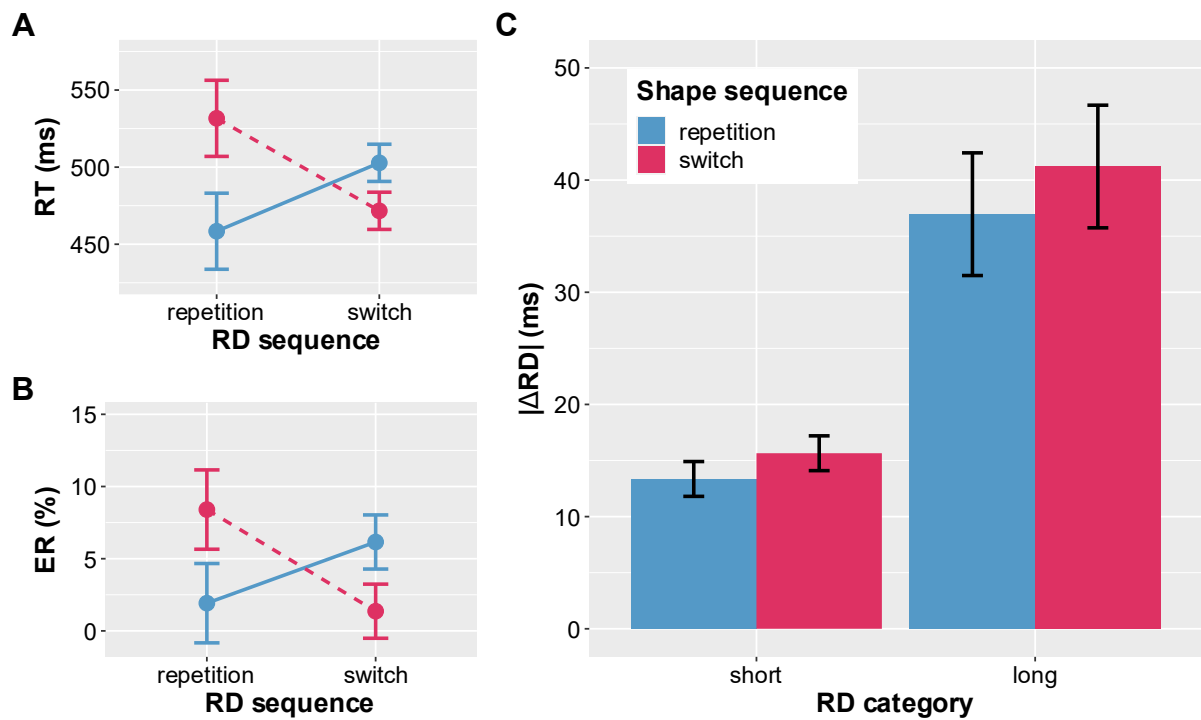 A
RT (ms)
550
500
450
repetition switch
RD sequence
B
ER (%)
15
10
5
0
repetition switch
RD sequence
C
|ΔRD| (ms)
50
40
30
20
10
0
Shape sequence
repetition
switch
short long
RD category